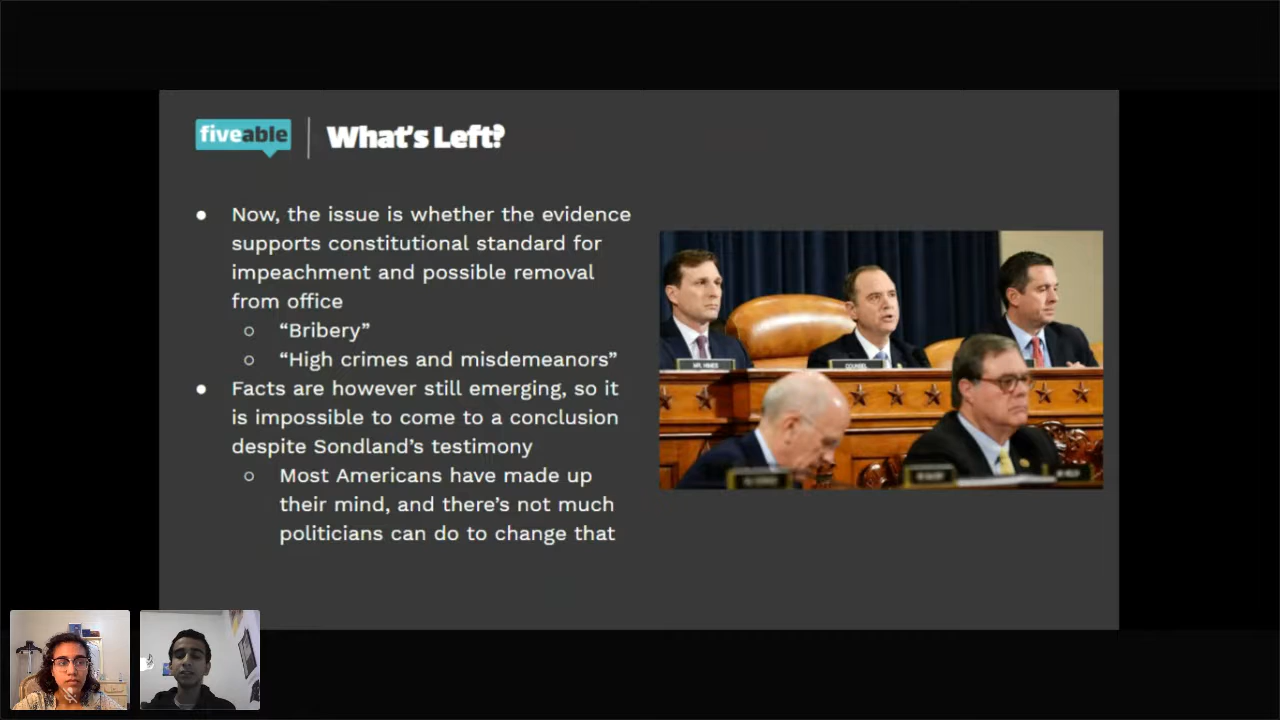 fiveable
What's Left?
● Now, the issue is whether the evidence
supports constitutional standard for
impeachment and possible removal
from office
○ “Bribery”
○ “High crimes and misdemeanors”
● Facts are however still emerging, so it
is impossible to come to a conclusion
despite Sondland’s testimony
○ Most Americans have made up
their mind, and there’s not much
politicians can do to change that
MR. HIMES
COUNSEL